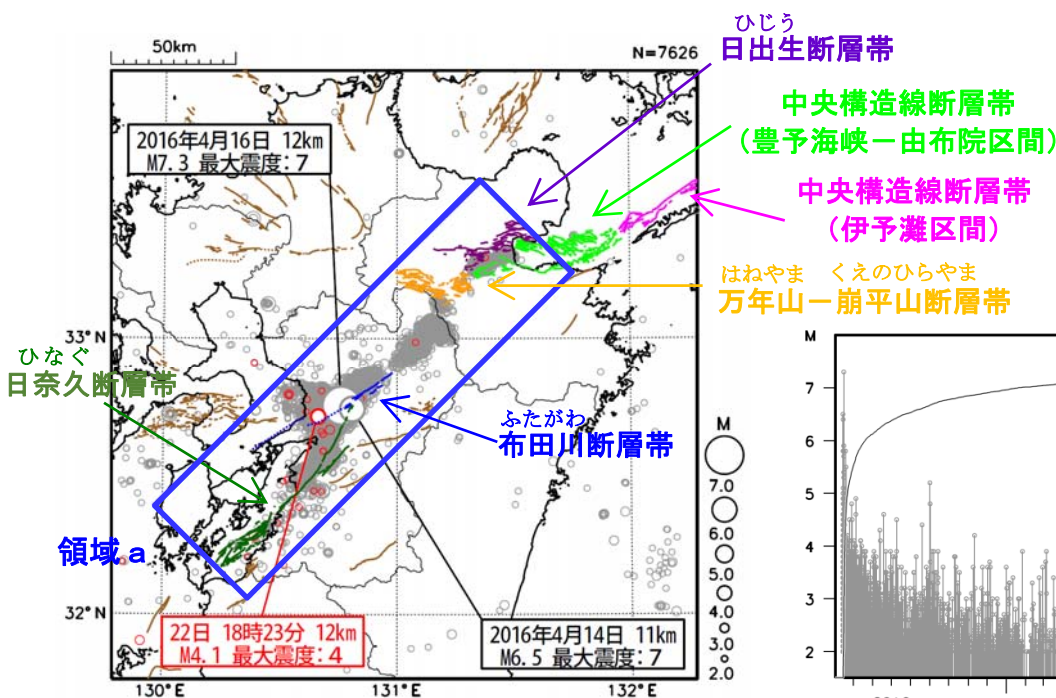 50km
N=7626
ひじう
日出生断層帯
中央構造線断層帯
(豊予海峡－由布院区間)
中央構造線断層帯
(伊予灘区間)
はねやま くえのひらやま
万年山－崩平山断層帯
2016年4月16日 12km
M7.3 最大震度：7
33°N
ひなぐ
日奈久断層帯
ふたがわ
布田川断層帯
領域a
32°N
22日 18時23分 12km
M4.1 最大震度：4
2016年4月14日 11km
M6.5 最大震度：7
130°E
131°E
132°E
M
7.0
6.0
5.0
4.0
3.0
2.0
M
7
6
5
4
3
2